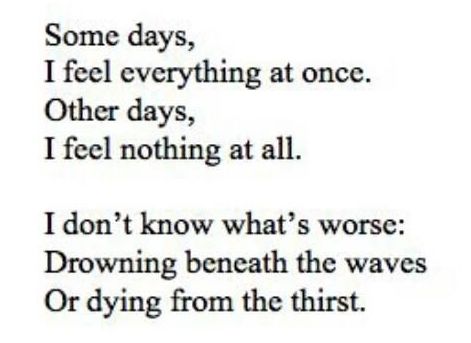 Some days,
I feel everything at once.
Other days,
I feel nothing at all.
I don't know what's worse:
Drowning beneath the waves
Or dying from the thirst.